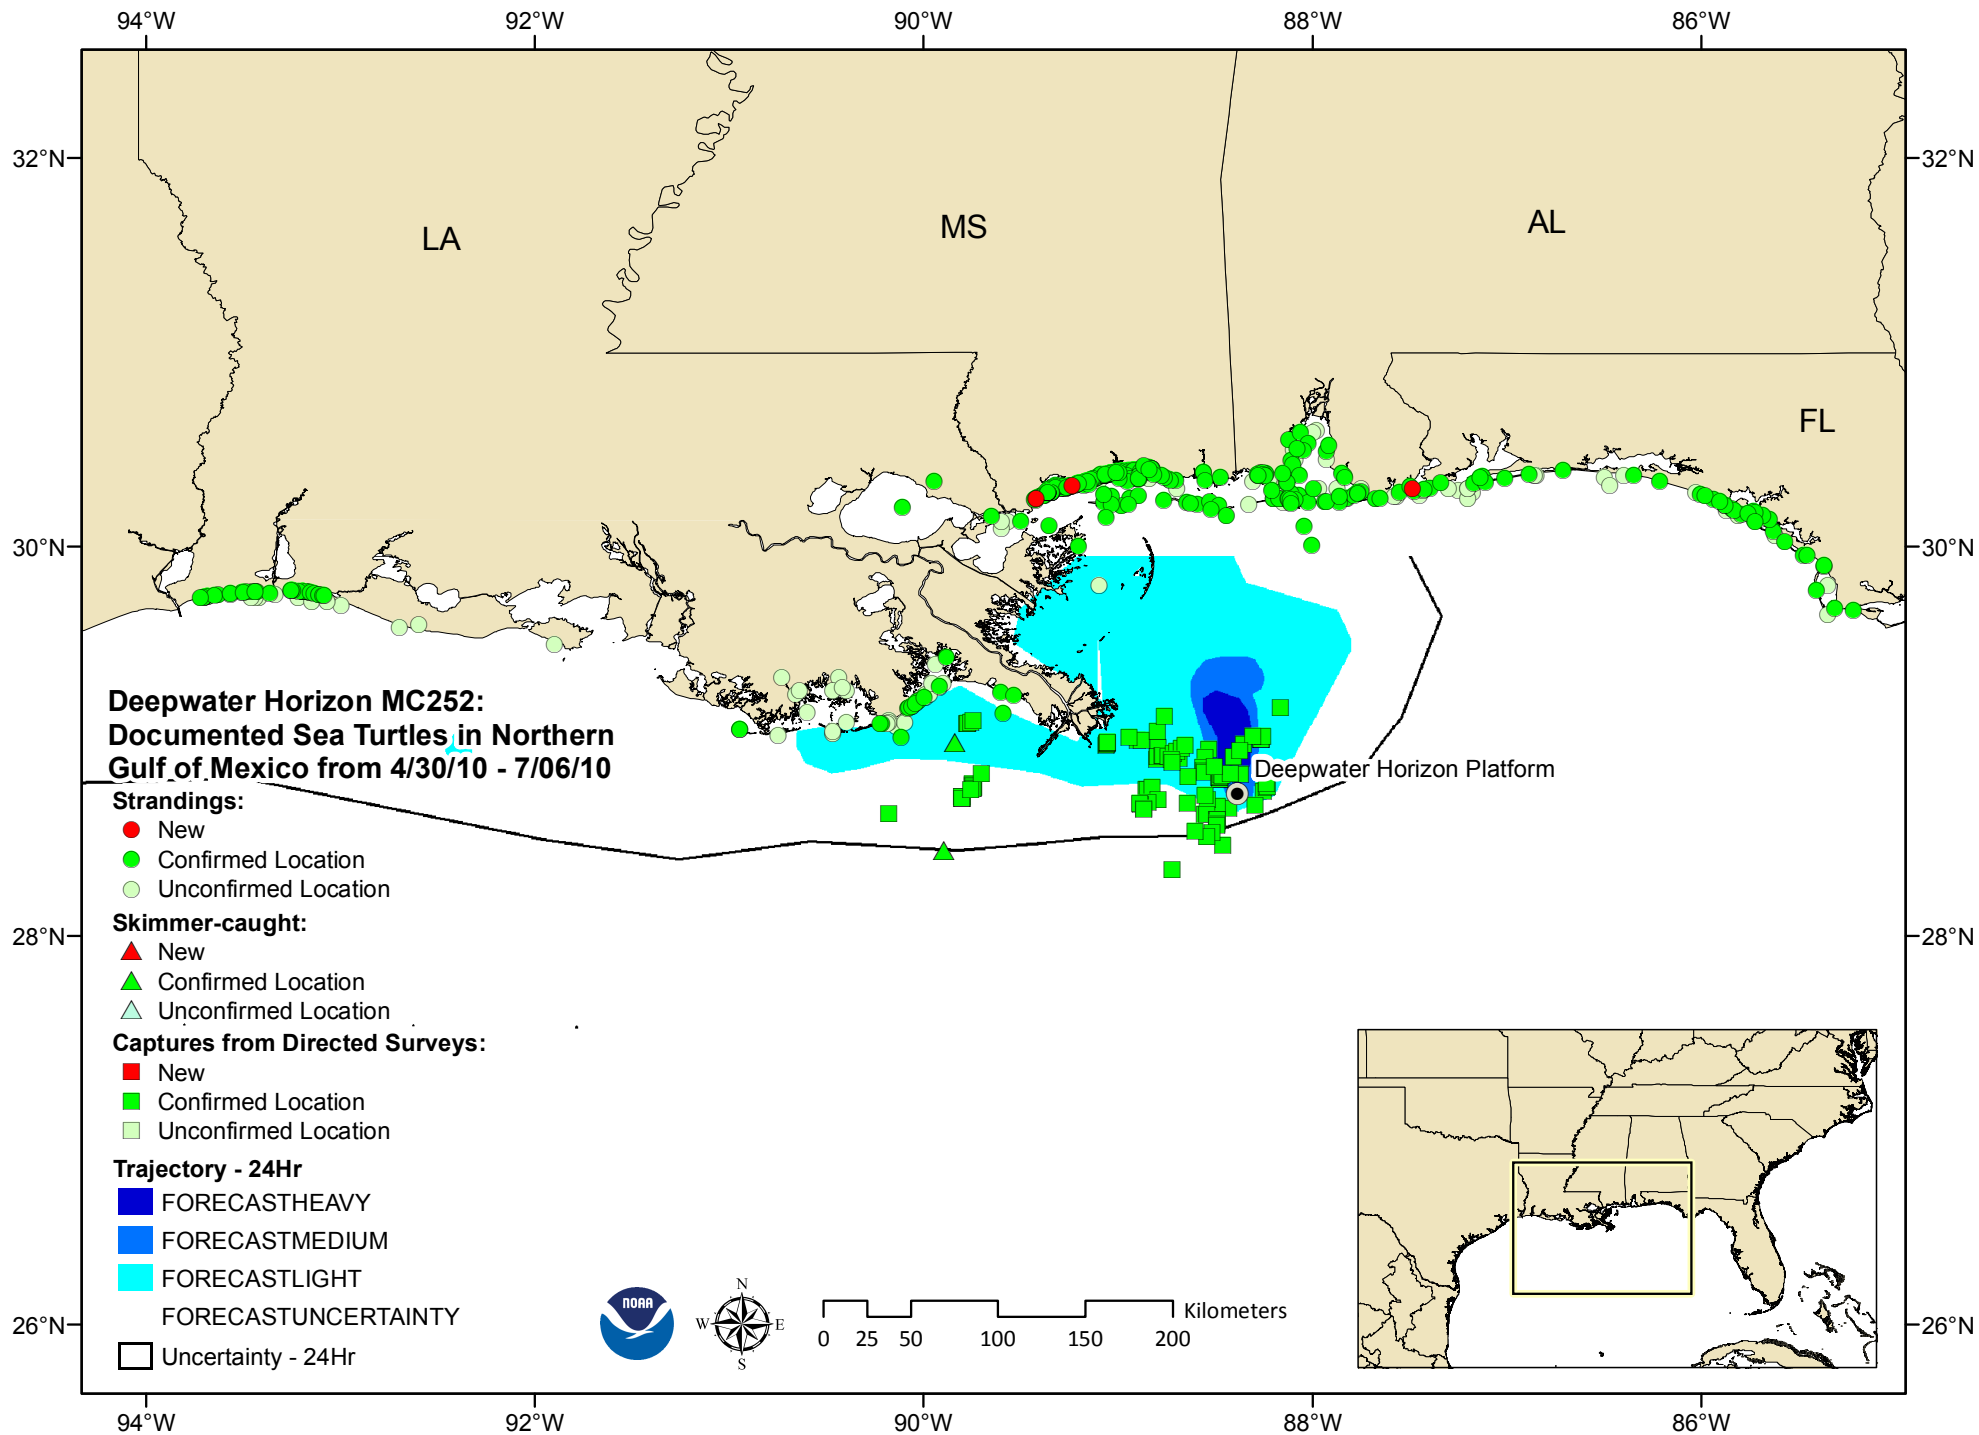 94°W 92°W 90°W 88°W 86°W
32°N 32°N
LA MS AL
FL
30°N 30°N
Deepwater Horizon MC252:
Documented Sea Turtles in Northern
Gulf of Mexico from 4/30/10 - 7/06/10
Deepwater Horizon Platform
Strandings:
New
Confirmed Location
Unconfirmed Location
Skimmer-caught:
New
28°N 28°N
Confirmed Location
Unconfirmed Location
Captures from Directed Surveys:
New
Confirmed Location
Unconfirmed Location
Trajectory - 24Hr
FORECASTHEAVY
FORECASTMEDIUM
FORECASTLIGHT
FORECASTUNCERTAINTY
Uncertainty - 24Hr
NOAA
N
W E
S
Kilometers
0 25 50 100 150 200
26°N 26°N
94°W 92°W 90°W 88°W 86°W